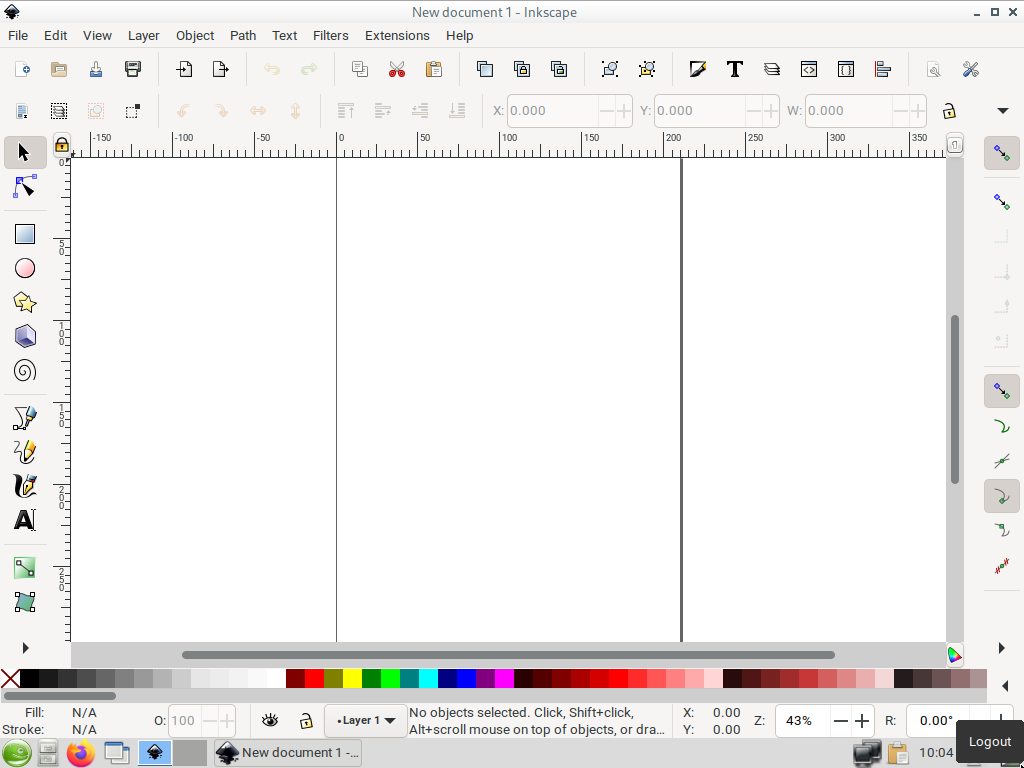 New document 1 - Inkscape
File Edit View Layer Object Path Text Filters Extensions Help
X: 0.000 Y: 0.000 W: 0.000
-150 -100 -50 0 50 100 150 200 250 300 350
0
50
100
150
200
250
Fill: N/A
Stroke: N/A
O: 100
•Layer 1
No objects selected. Click, Shift+click,
Alt+scroll mouse on top of objects, or dra...
X: 0.00
Y: 0.00
Z: 43%
R: 0.00°
New document 1 -...
10:04
Logout